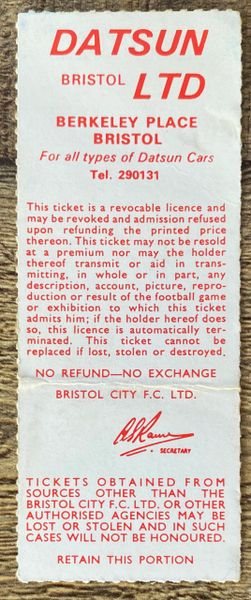 DATSUN
BRISTOL LTD
BERKELEY PLACE
BRISTOL
For all types of Datsun Cars
Tel. 290131
This ticket is a revocable licence and
may be revoked and admission refused
upon refunding the printed price
thereon. This ticket may not be resold
at a premium nor may the holder
thereof transmit or aid in trans-
mitting, in whole or in part, any
description, account, picture, repro-
duction or result of the football game
or exhibition to which this ticket
admits him; if the holder hereof does
so, this licence is automatically ter-
minated. This ticket cannot be
replaced if lost, stolen or destroyed.
NO REFUND—NO EXCHANGE
BRISTOL CITY F.C. LTD.
SECRETARY
TICKETS OBTAINED FROM
SOURCES OTHER THAN THE
BRISTOL CITY F.C. LTD. OR OTHER
AUTHORISED AGENCIES MAY BE
LOST OR STOLEN AND IN SUCH
CASES WILL NOT BE HONOURED.
RETAIN THIS PORTION